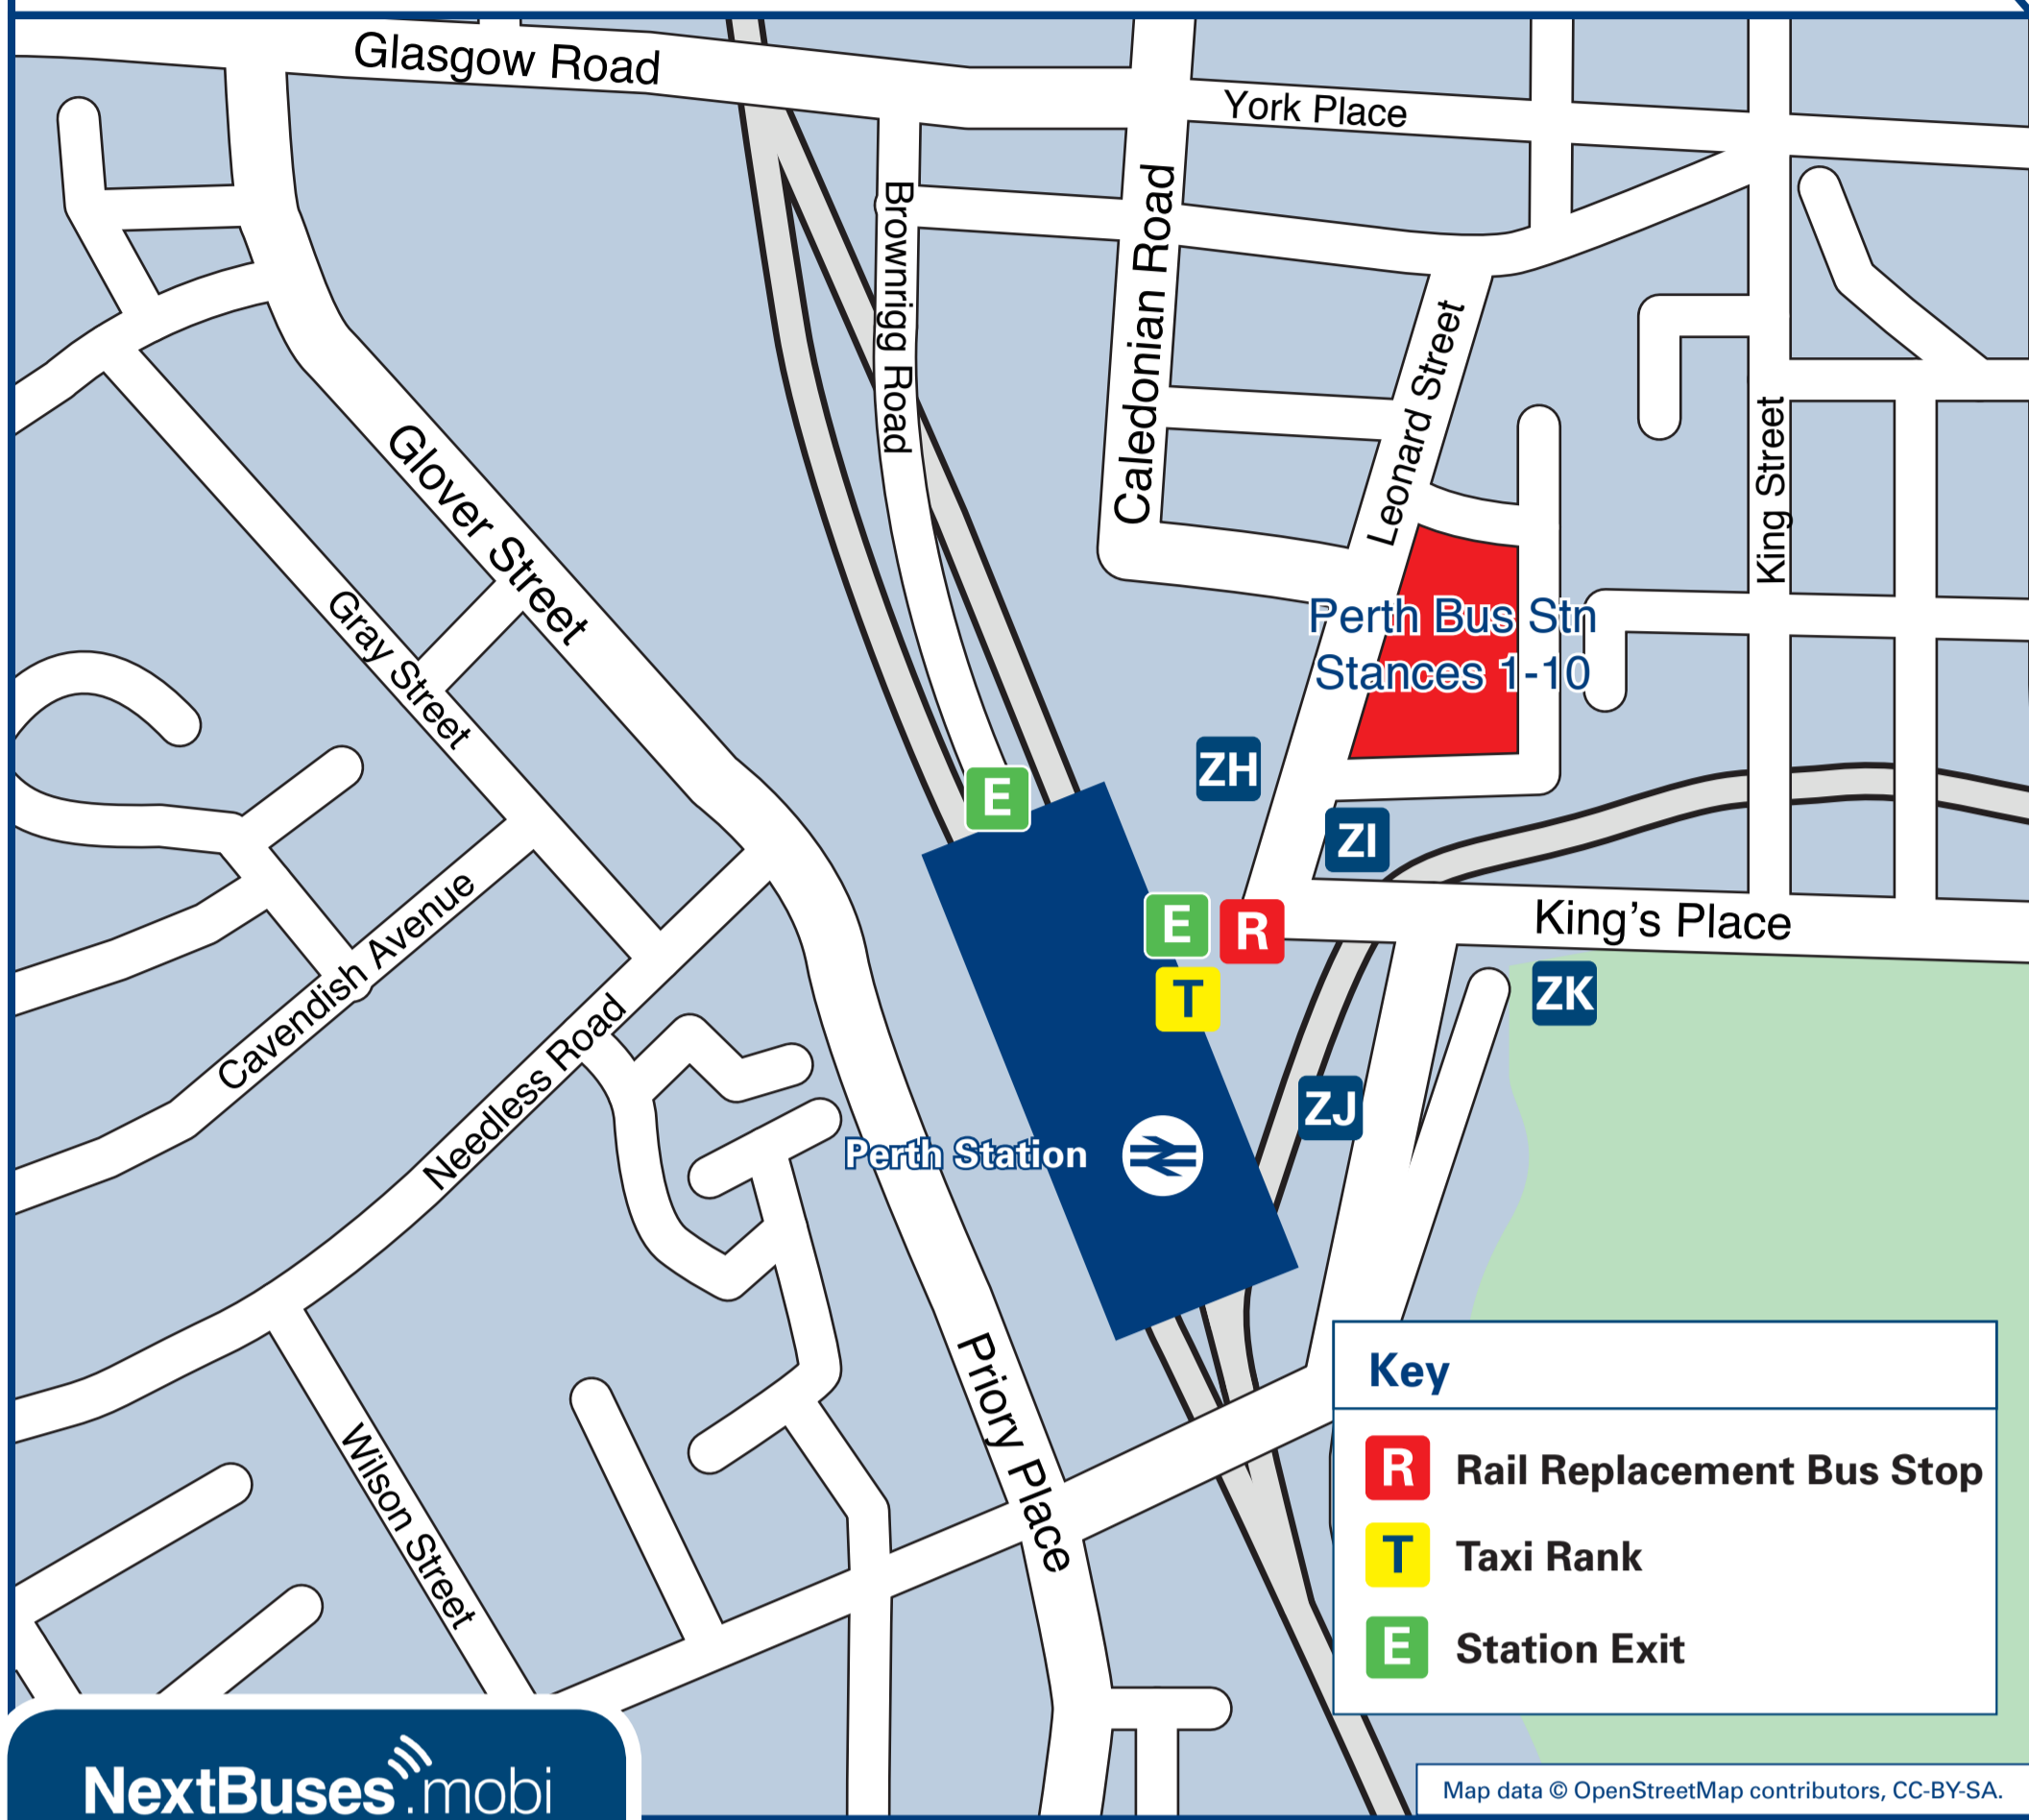 Glasgow Road
York Place
Brownrigg Road
Caledonian Road
Leonard Street
King Street
Glover Street
Gray Street
Perth Bus Stn
Stances 1-10
ZH
E
ZI
E
R
King's Place
T
ZK
Cavendish Avenue
Needless Road
ZJ
Perth Station
Priory Place
Wilson Street
Key
R Rail Replacement Bus Stop
T Taxi Rank
E Station Exit
NextBuses.mobi
Map data © OpenStreetMap contributors, CC-BY-SA.